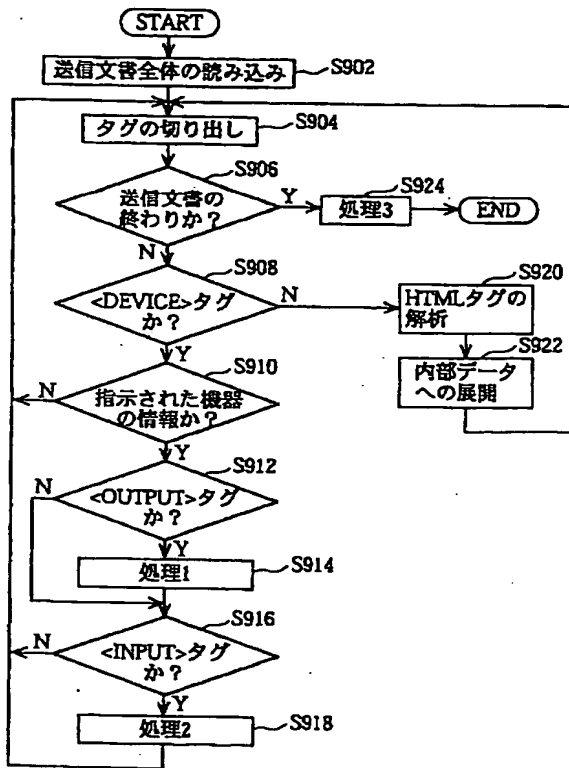 START
送信文書全体の読み込み
S902
タグの切り出し
S904
S906
送信文書の
終わりか？
Y
N
S924
処理3
END
S908
<DEVICE>タグ
か？
N
Y
S920
HTMLタグの
解析
S922
内部データ
への展開
S910
指示された機器
の情報か？
N
Y
S912
<OUTPUT>タグ
か？
N
Y
処理1
S914
S916
<INPUT>タグ
か？
N
Y
処理2
S918